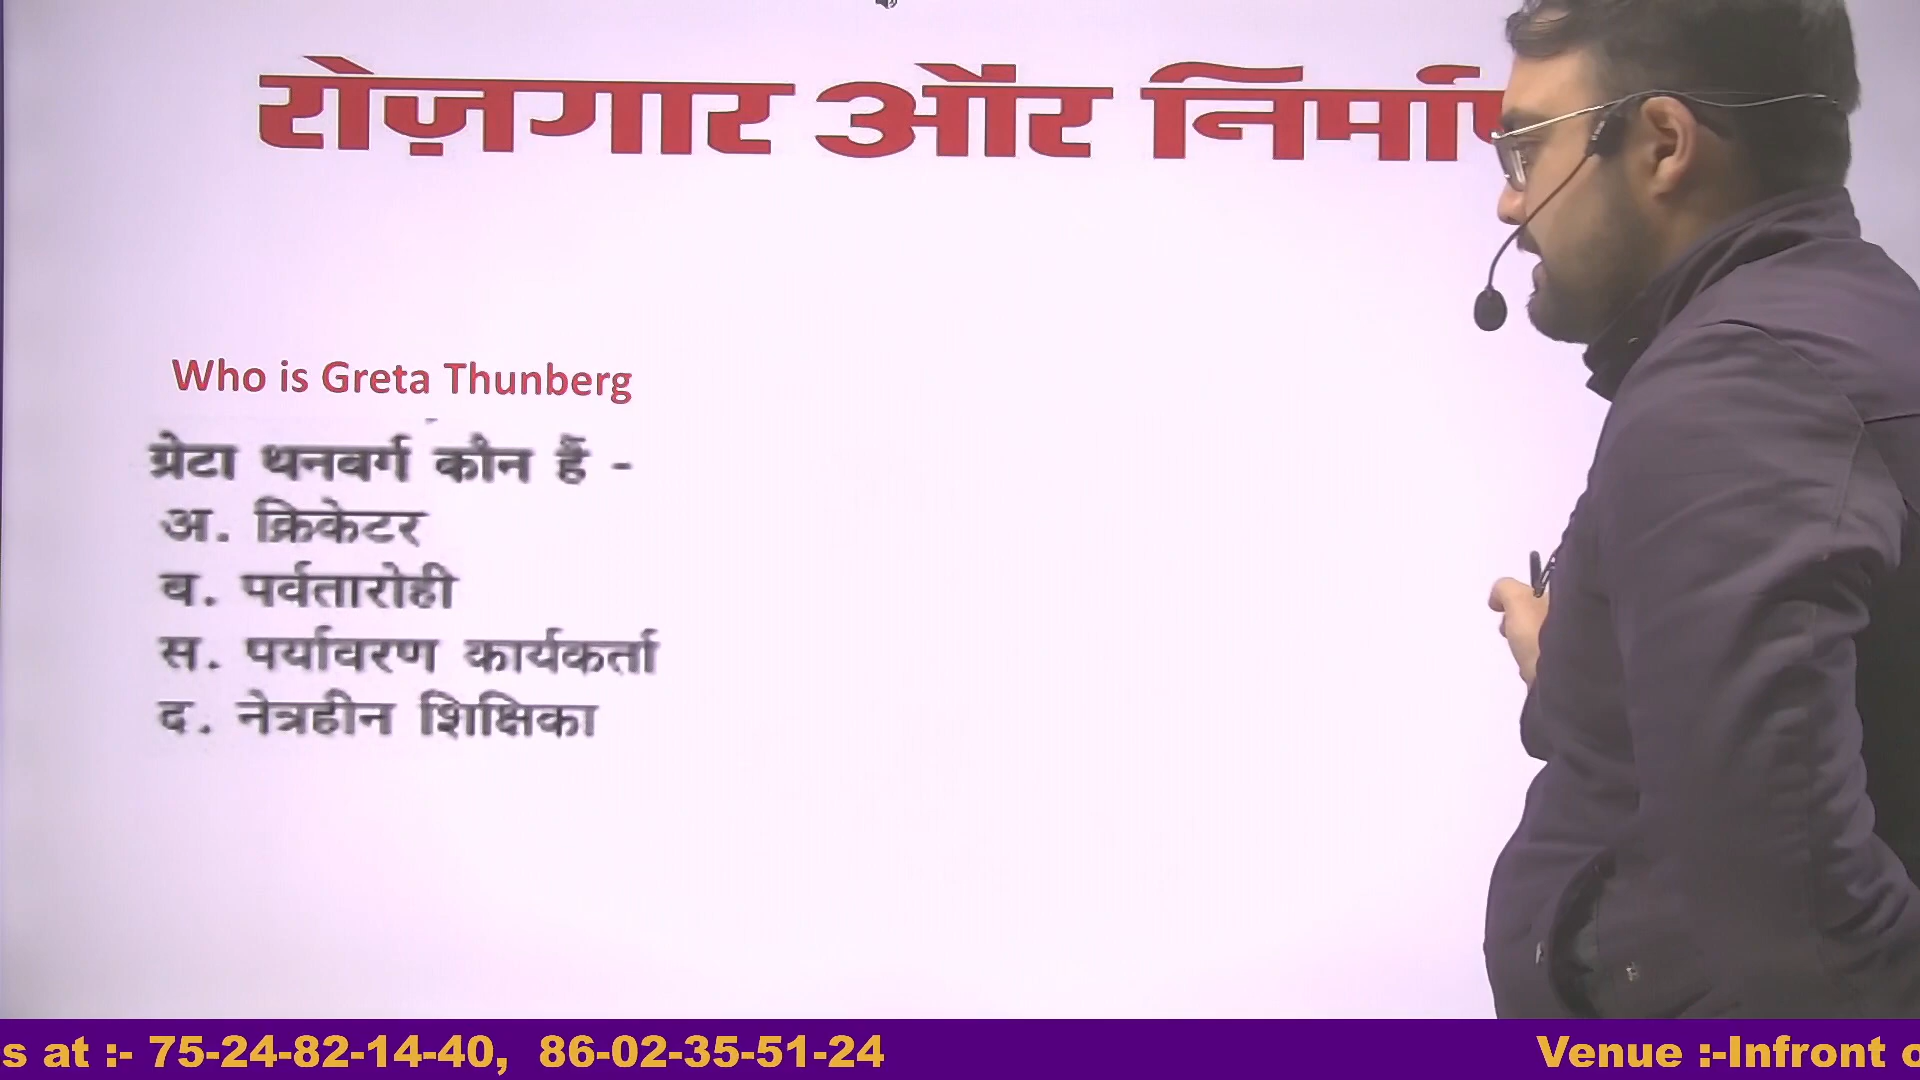 रोज़गार और
Who is Greta Thunberg
ग्रेटा थनबर्ग कौन हैं -
अ. क्रिकेटर
ब. पर्वतारोही
स. पर्यावरण कार्यकर्ता
द. नेत्रहीन शिक्षिका
s at :- 75-24-82-14-40, 86-02-35-51-24
Venue :-Infront